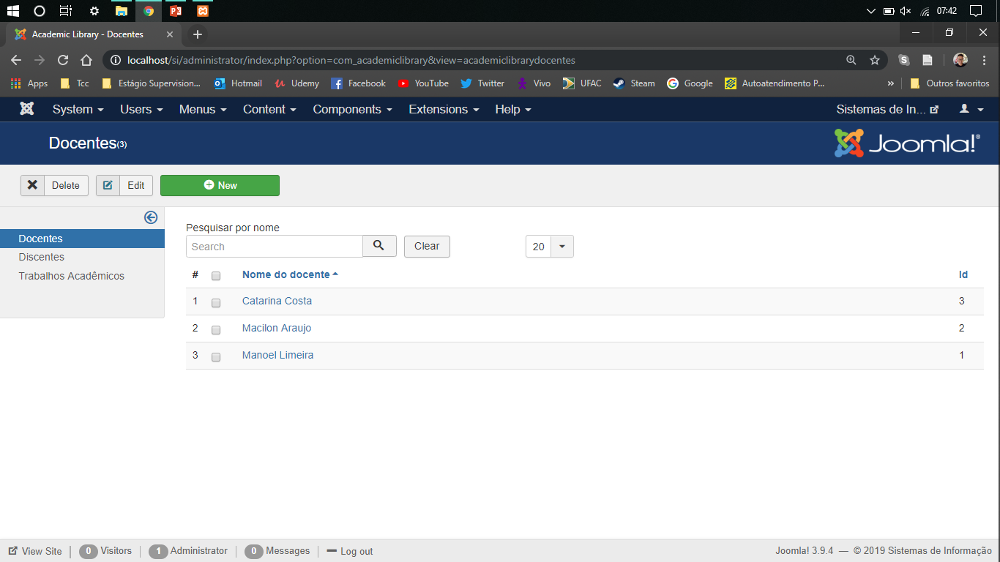 07:42
Academic Library - Docentes
localhost/si/administrator/index.php?option=com_academiclibrary&view=academiclibrarydocentes
Apps Tcc Estágio Supervision... Hotmail Udemy Facebook YouTube Twitter Vivo UFAC Steam Google Autoatendimento P... » Outros favoritos
System Users Menus Content Components Extensions Help Sistemas de In...
Docentes(3) Joomla!®
Delete Edit New
Docentes
Discentes
Trabalhos Acadêmicos
Pesquisar por nome
Search Clear 20
# Nome do docente Id
1 Catarina Costa 3
2 Macilon Araujo 2
3 Manoel Limeira 1
View Site 0 Visitors 1 Administrator 0 Messages Log out Joomla! 3.9.4 — © 2019 Sistemas de Informação